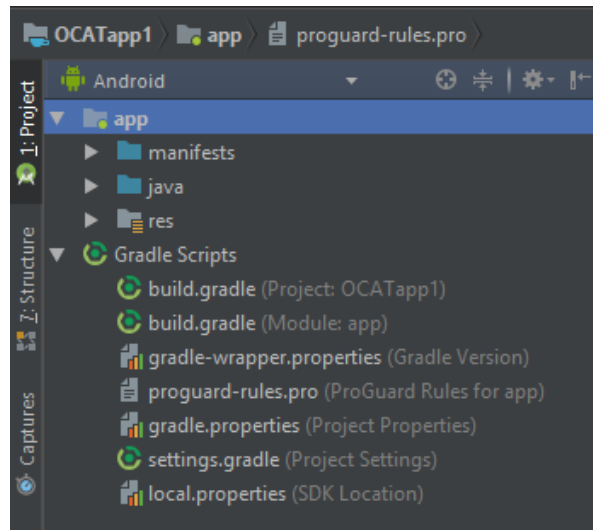 OCATapp1 app proguard-rules.pro
Android
1: Project
app
manifests
java
res
Gradle Scripts
build.gradle (Project: OCATapp1)
build.gradle (Module: app)
gradle-wrapper.properties (Gradle Version)
proguard-rules.pro (ProGuard Rules for app)
gradle.properties (Project Properties)
settings.gradle (Project Settings)
local.properties (SDK Location)
7: Structure
Captures